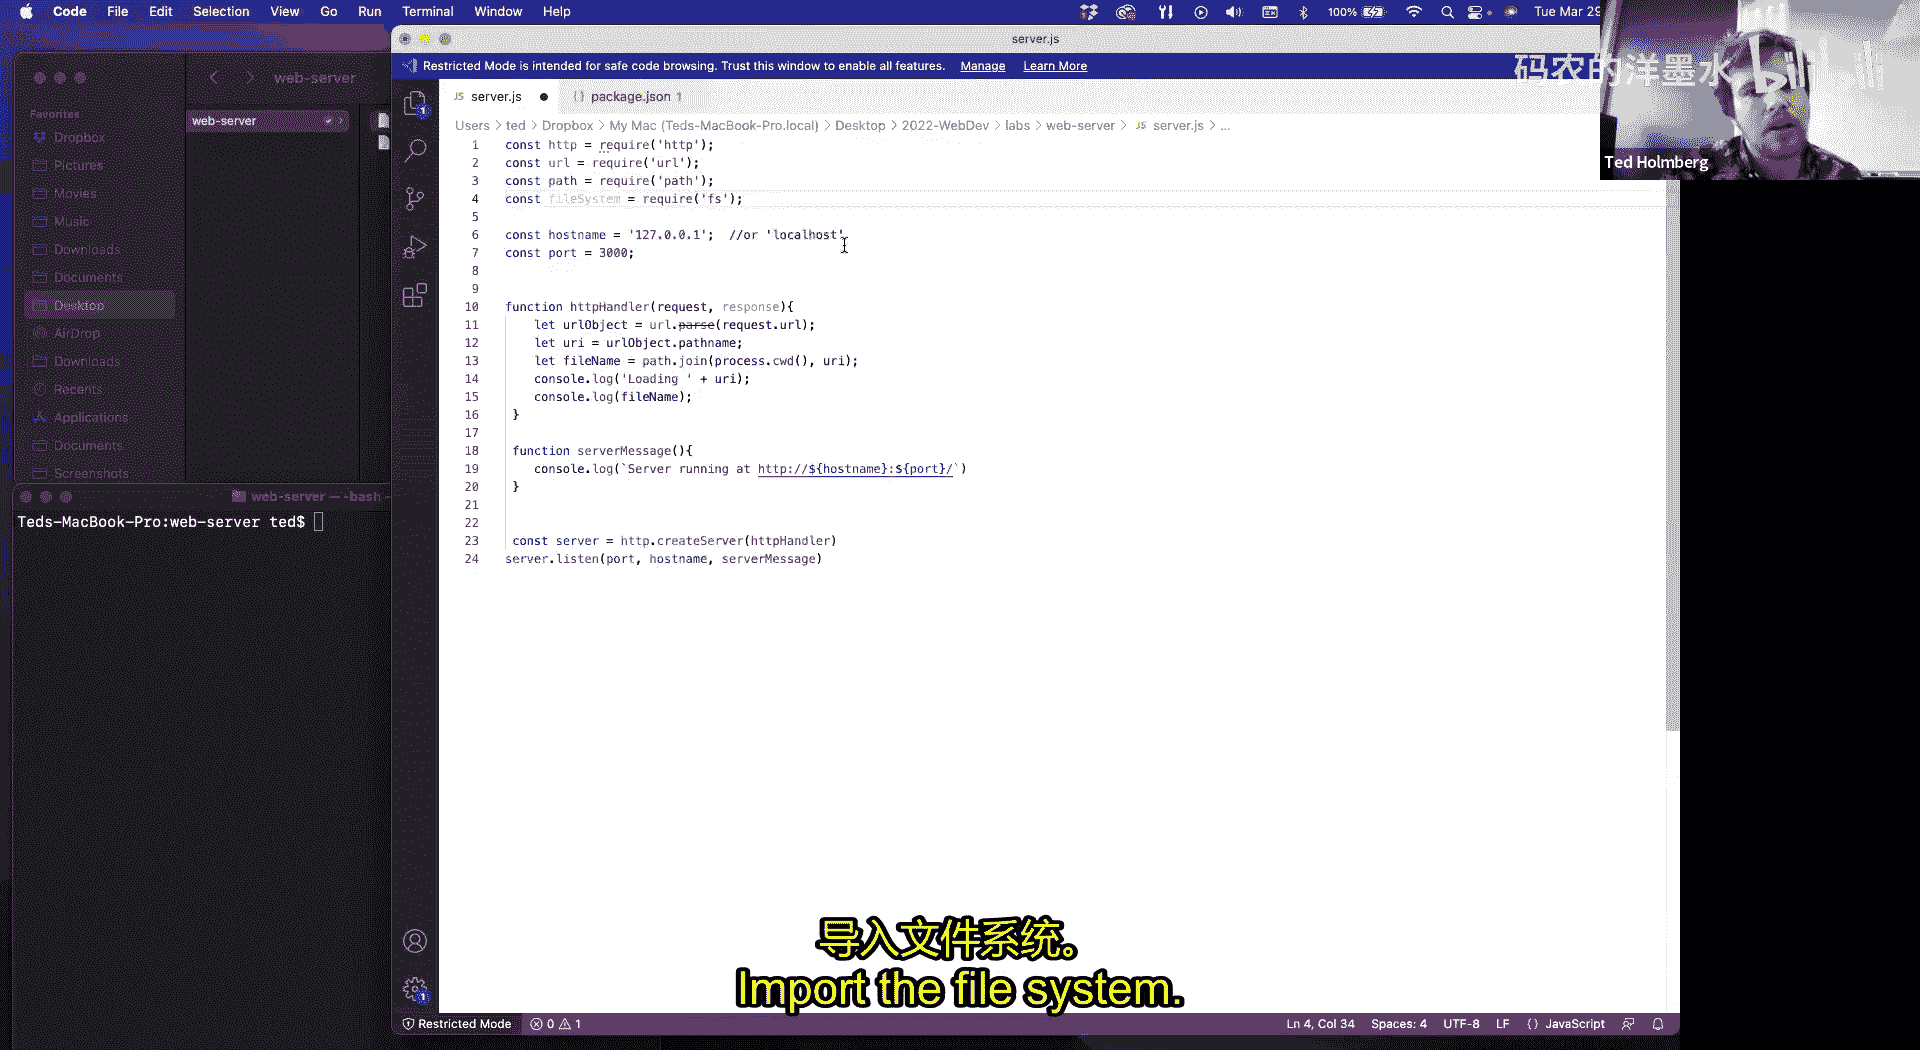 Code File Edit Selection View Go Run Terminal Window Help
100%
Tue Mar 29
server.js
Restricted Mode is intended for safe code browsing. Trust this window to enable all features. Manage Learn More
码农的洋墨水
Ted Holmberg
web-server
Favorites
Dropbox
Pictures
Movies
Music
Downloads
Documents
Desktop
AirDrop
Downloads
Recents
Applications
Documents
Screenshots
web-server
web-server — -bash
Teds-MacBook-Pro:web-server ted$
JS server.js
{} package.json 1
Users > ted > Dropbox > My Mac (Teds-MacBook-Pro.local) > Desktop > 2022-WebDev > labs > web-server > JS server.js > ...
1 const http = require('http');
2 const url = require('url');
3 const path = require('path');
4 const fileSystem = require('fs');
5
6 const hostname = '127.0.0.1'; //or 'localhost'
7 const port = 3000;
8
9
10 function httpHandler(request, response){
11 let urlObject = url.parse(request.url);
12 let uri = urlObject.pathname;
13 let fileName = path.join(process.cwd(), uri);
14 console.log('Loading ' + uri);
15 console.log(fileName);
16 }
17
18 function serverMessage(){
19 console.log(`Server running at http://${hostname}:${port}/`)
20 }
21
22
23 const server = http.createServer(httpHandler)
24 server.listen(port, hostname, serverMessage)
导入文件系统。
Import the file system.
Restricted Mode 0 1
Ln 4, Col 34 Spaces: 4 UTF-8 LF {} JavaScript